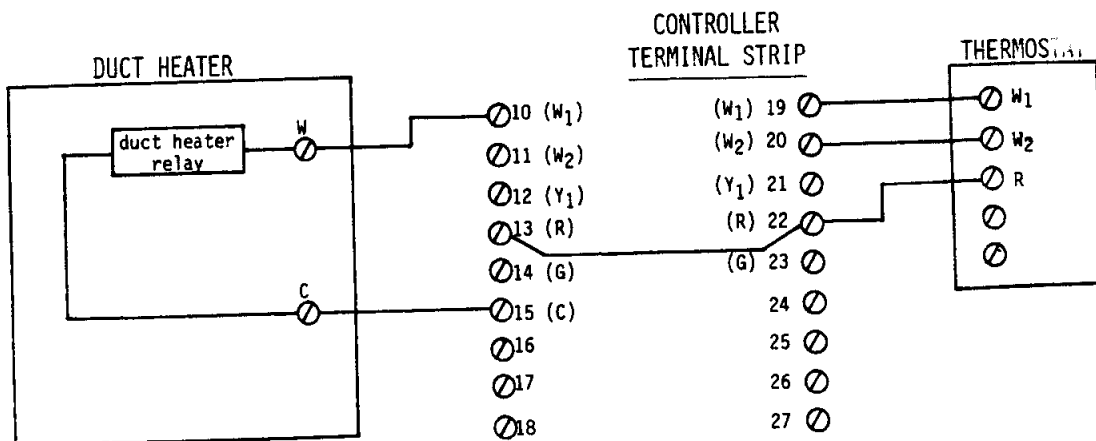 CONTROLLER
TERMINAL STRIP
DUCT HEATER
duct heater
relay
W
C
10 (W1)
11 (W2)
12 (Y1)
13 (R)
14 (G)
15 (C)
16
17
18
(W1) 19
(W2) 20
(Y1) 21
(R) 22
(G) 23
24
25
26
27
W1
W2
R